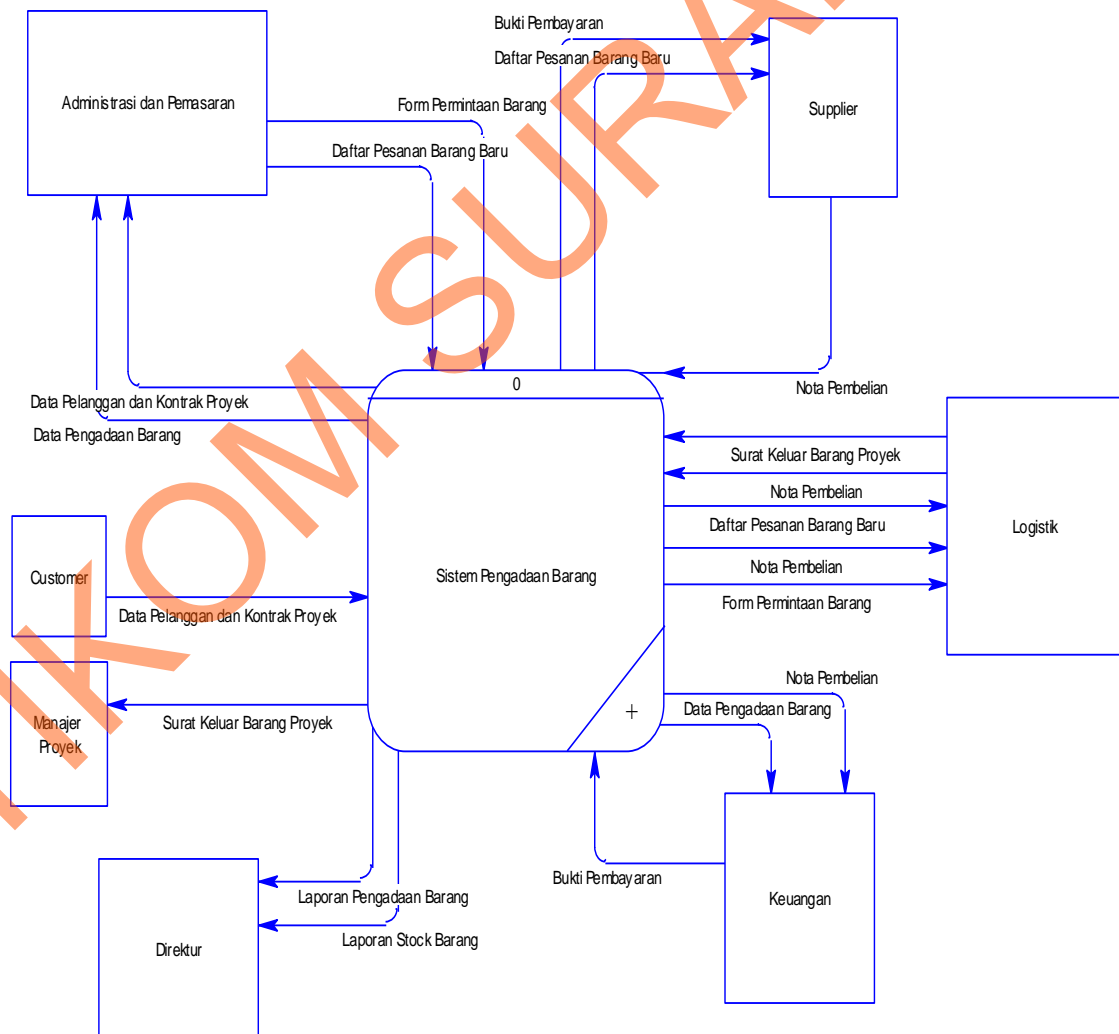 Bukti Pembayaran
Daftar Pesanan Barang Baru
Administrasi dan Pemasaran
Form Permintaan Barang
Supplier
Daftar Pesanan Barang Baru
0
Nota Pembelian
Data Pelanggan dan Kontrak Proyek
Data Pengadaan Barang
Surat Keluar Barang Proyek
Nota Pembelian
Daftar Pesanan Barang Baru
Logistik
Nota Pembelian
Form Permintaan Barang
Customer
Sistem Pengadaan Barang
Data Pelanggan dan Kontrak Proyek
Nota Pembelian
Data Pengadaan Barang
+
Manajer
Proyek
Surat Keluar Barang Proyek
Bukti Pembayaran
Keuangan
Laporan Pengadaan Barang
Laporan Stock Barang
Direktur
IKOM SURA